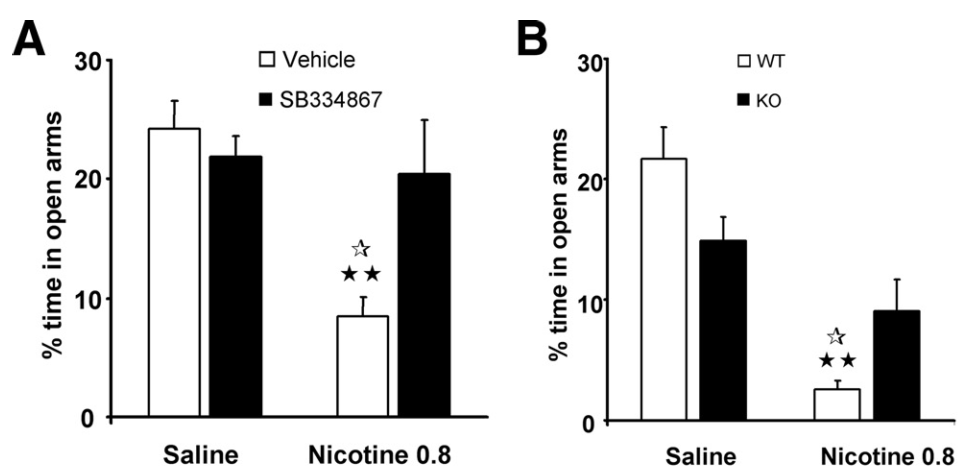 A
% time in open arms
30
20
10
0
Vehicle
SB334867
Saline
Nicotine 0.8
B
% time in open arms
30
20
10
0
WT
KO
Saline
Nicotine 0.8